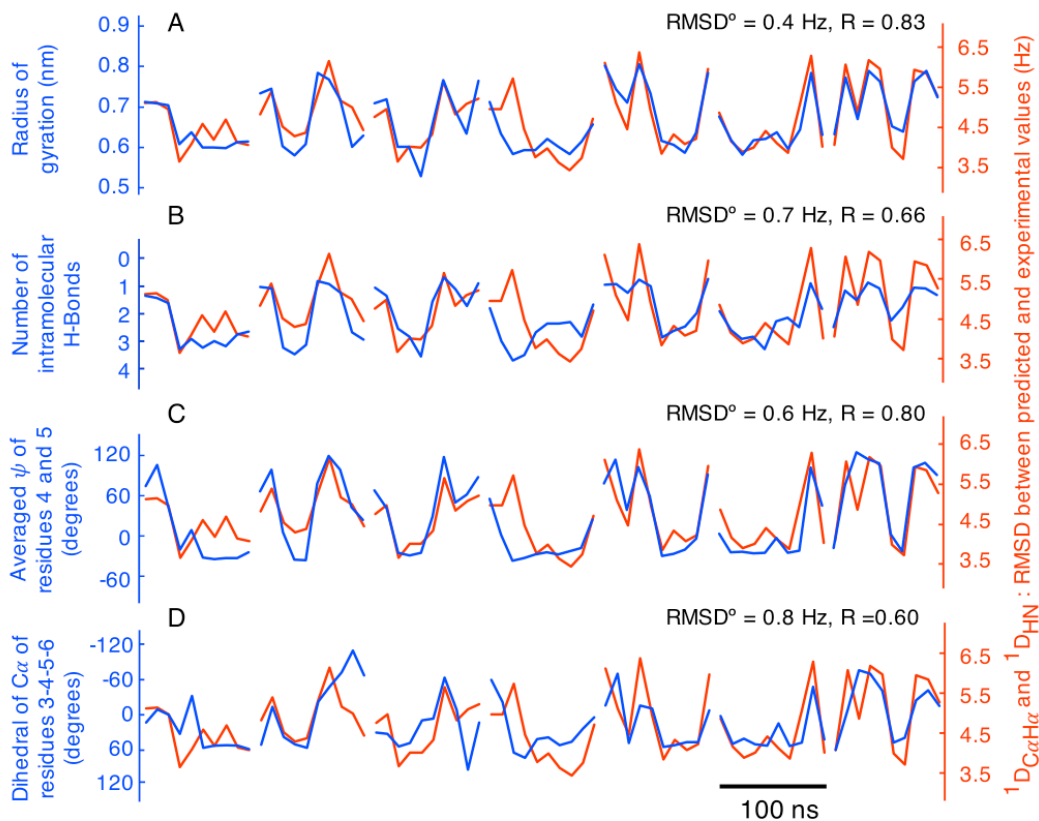 A
RMSDº = 0.4 Hz, R = 0.83
Radius of
gyration (nm)
0.9
0.8
0.7
0.6
0.5
6.5
5.5
4.5
3.5
B
RMSDº = 0.7 Hz, R = 0.66
Number of
intramolecular
H-Bonds
0
1
2
3
4
6.5
5.5
4.5
3.5
C
RMSDº = 0.6 Hz, R = 0.80
Averaged ψ of
residues 4 and 5
(degrees)
120
60
0
-60
6.5
5.5
4.5
3.5
D
RMSDº = 0.8 Hz, R =0.60
Dihedral of Cα of
residues 3-4-5-6
(degrees)
-120
-60
0
60
120
6.5
5.5
4.5
3.5
100 ns
¹DCαHα and ¹DHN : RMSD between predicted and experimental values (Hz)